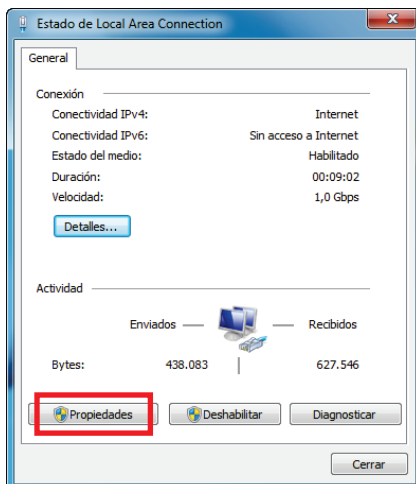 Estado de Local Area Connection
General
Conexión
Conectividad IPv4: Internet
Conectividad IPv6: Sin acceso a Internet
Estado del medio: Habilitado
Duración: 00:09:02
Velocidad: 1,0 Gbps
Detalles...
Actividad
Enviados Recibidos
Bytes: 438.083 627.546
Propiedades Deshabilitar Diagnosticar
Cerrar